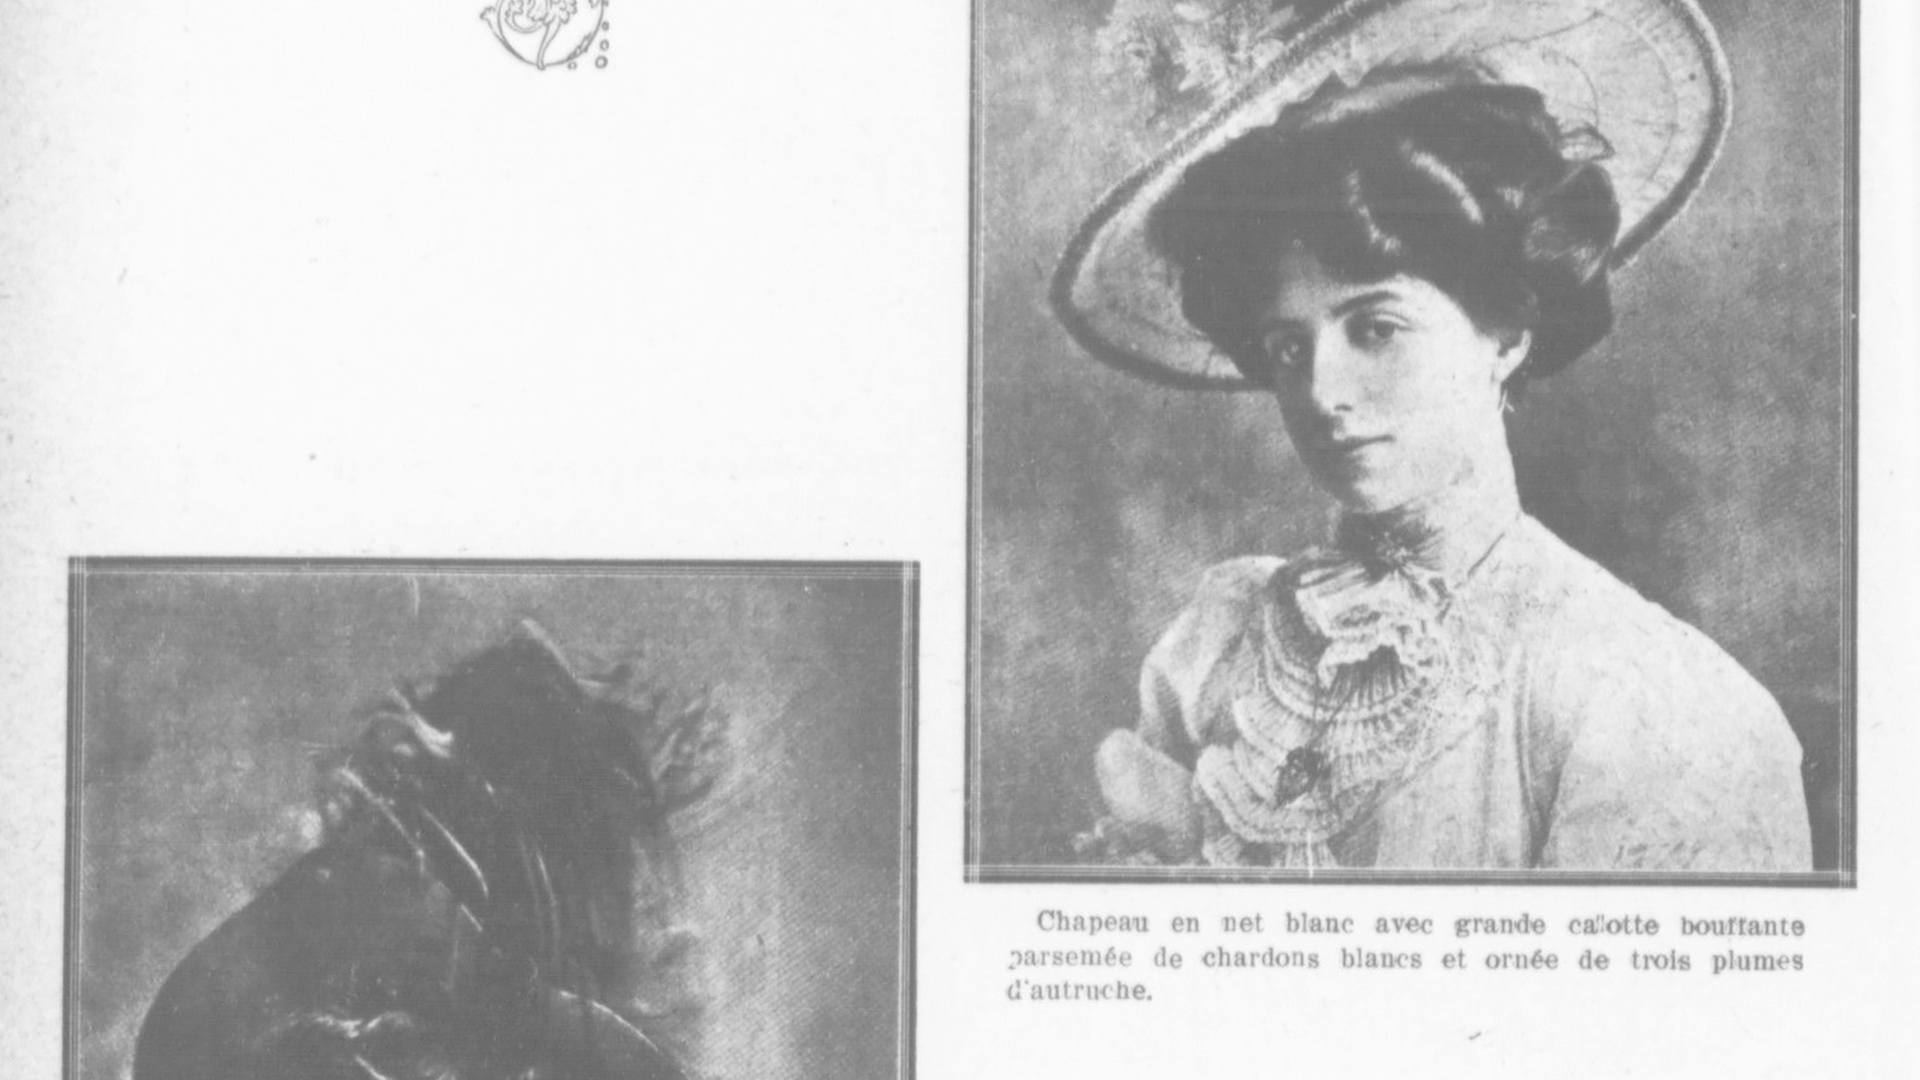 Chapeau en net blanc avec grande calotte bouffante
parsemée de chardons blancs et ornée de trois plumes
d'autruche.